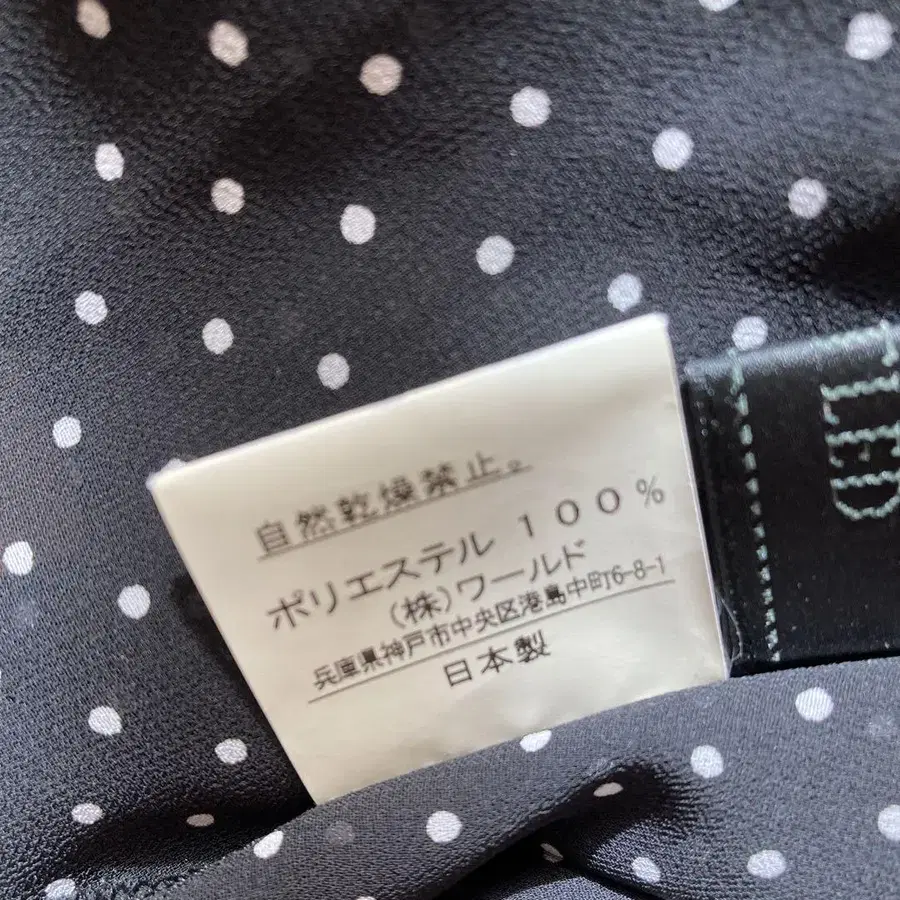 自然乾燥禁止。
ポリエステル 100%
(株)ワールド
兵庫県神戸市中央区港島中町6-8-1
日本製